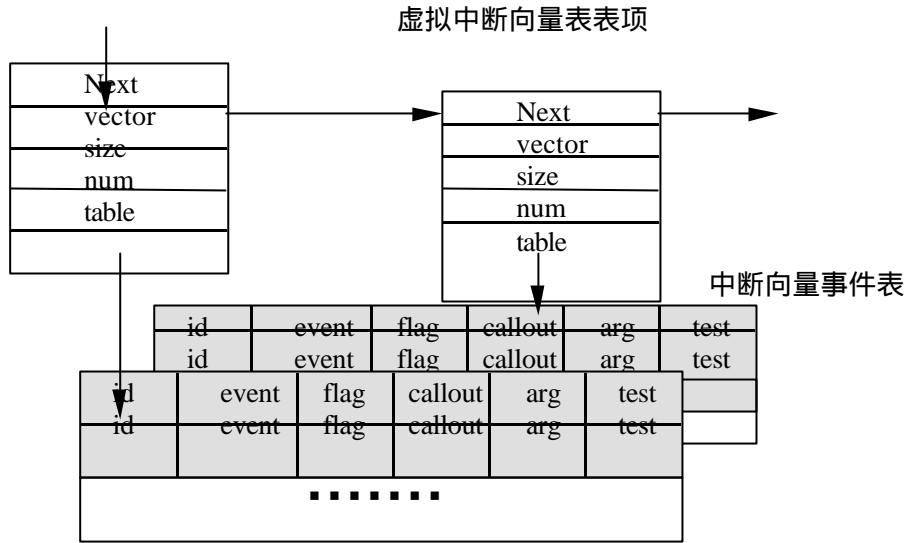 虚拟中断向量表表项
Next
vector
size
num
table
Next
vector
size
num
table
中断向量事件表
id event flag callout arg test
id event flag callout arg test
id event flag callout arg test
id event flag callout arg test
.......